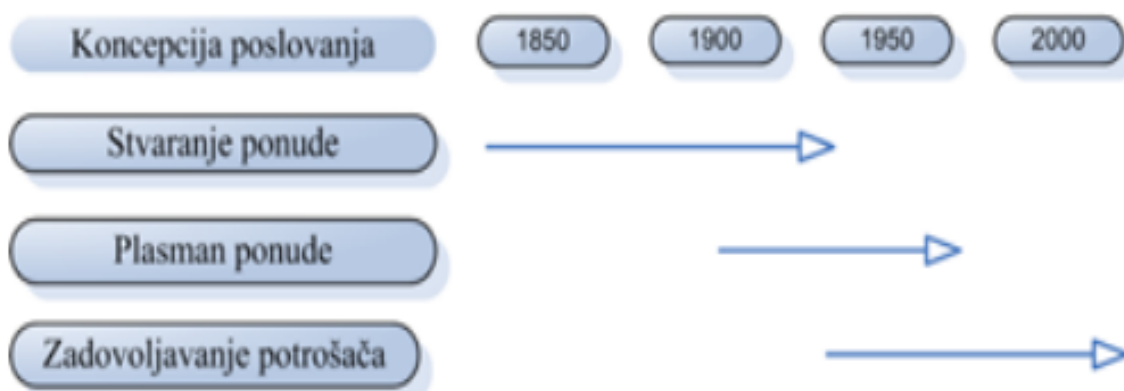 Koncepcija poslovanja 1850 1900 1950 2000
Stvaranje ponude
Plasman ponude
Zadovoljavanje potrošača